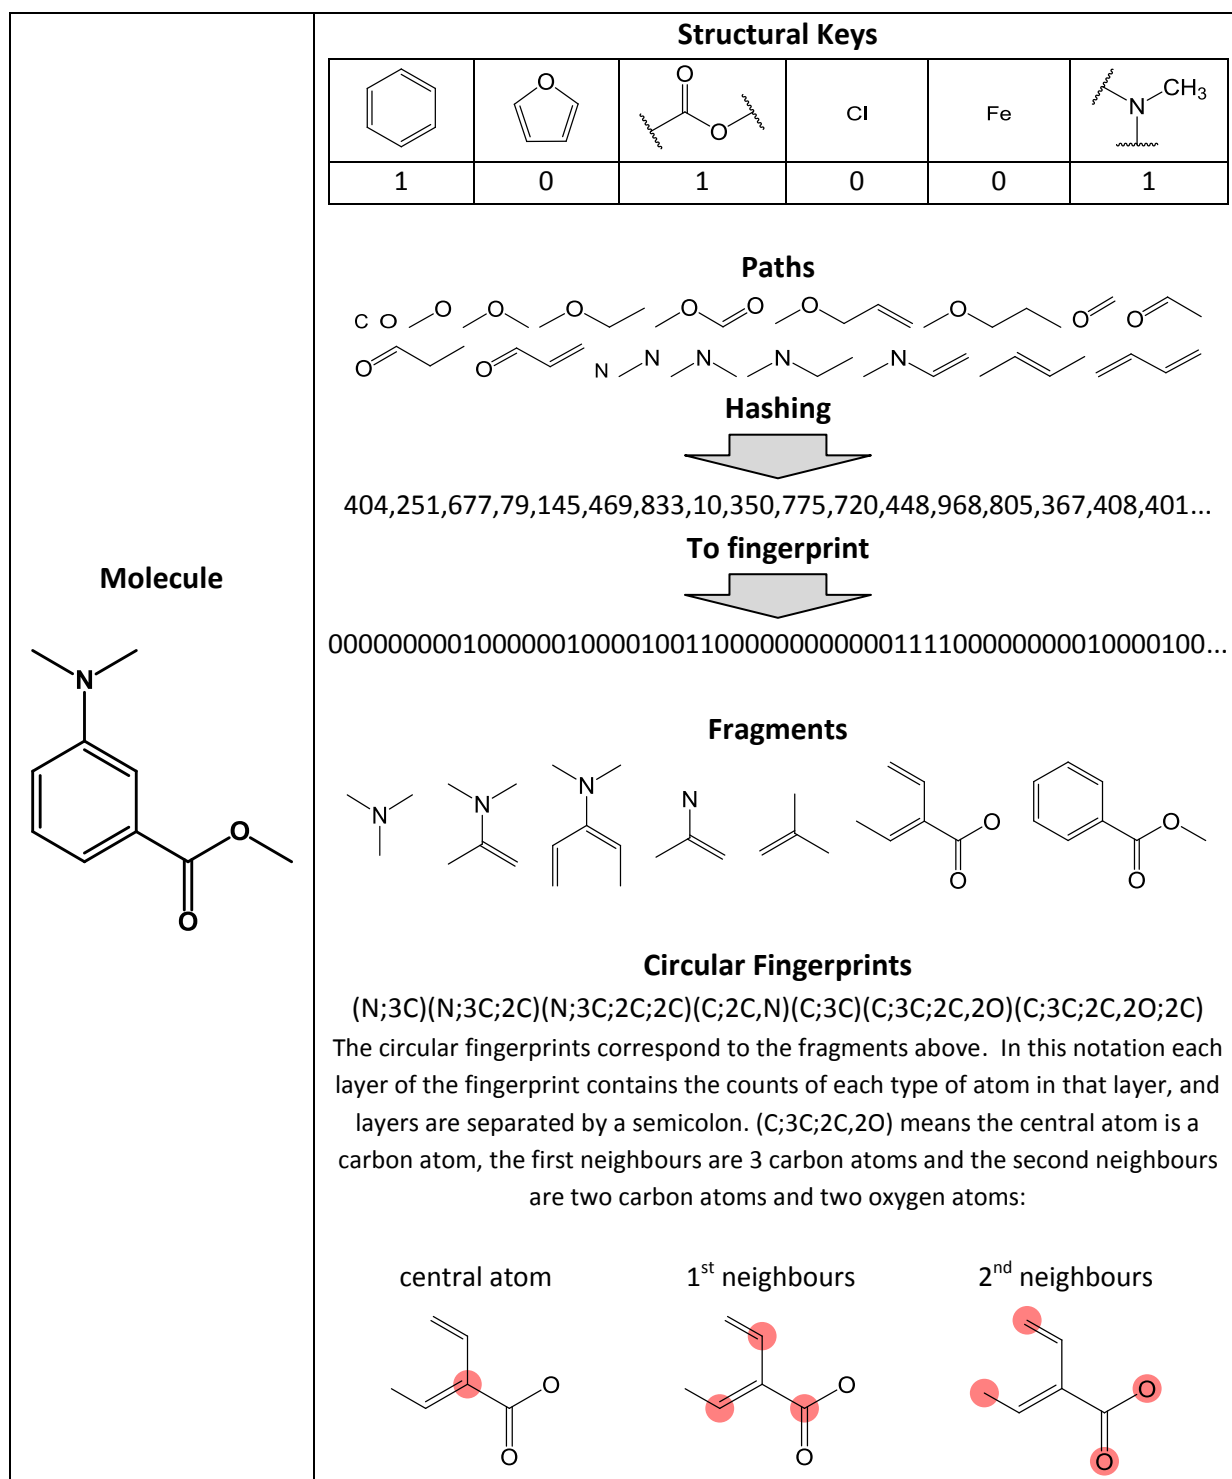 Structural Keys
O
O
O
Cl
Fe
N
CH3
1 0 1 0 0 1
Paths
C O O O O O O O O O O
O O N N N N N
Hashing
404,251,677,79,145,469,833,10,350,775,720,448,968,805,367,408,401...
To fingerprint
0000000001000000100001001100000000000001111000000000010000100...
Molecule
N
O
O
Fragments
N N N N O O O O
Circular Fingerprints
(N;3C)(N;3C;2C)(N;3C;2C;2C)(C;2C,N)(C;3C)(C;3C;2C,2O)(C;3C;2C,2O;2C)
The circular fingerprints correspond to the fragments above. In this notation each
layer of the fingerprint contains the counts of each type of atom in that layer, and
layers are separated by a semicolon. (C;3C;2C,2O) means the central atom is a
carbon atom, the first neighbours are 3 carbon atoms and the second neighbours
are two carbon atoms and two oxygen atoms:
central atom 1st neighbours 2nd neighbours
O O O
O O O